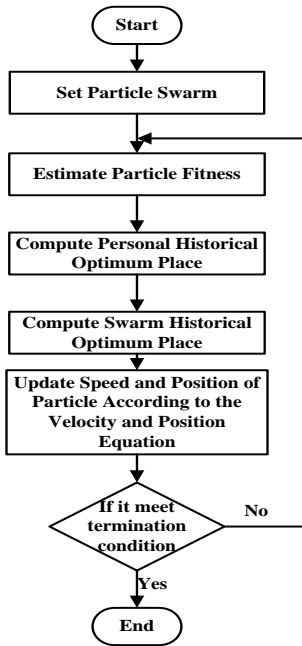 Start
Set Particle Swarm
Estimate Particle Fitness
Compute Personal Historical
Optimum Place
Compute Swarm Historical
Optimum Place
Update Speed and Position of
Particle According to the
Velocity and Position
Equation
If it meet
termination
condition
No
Yes
End